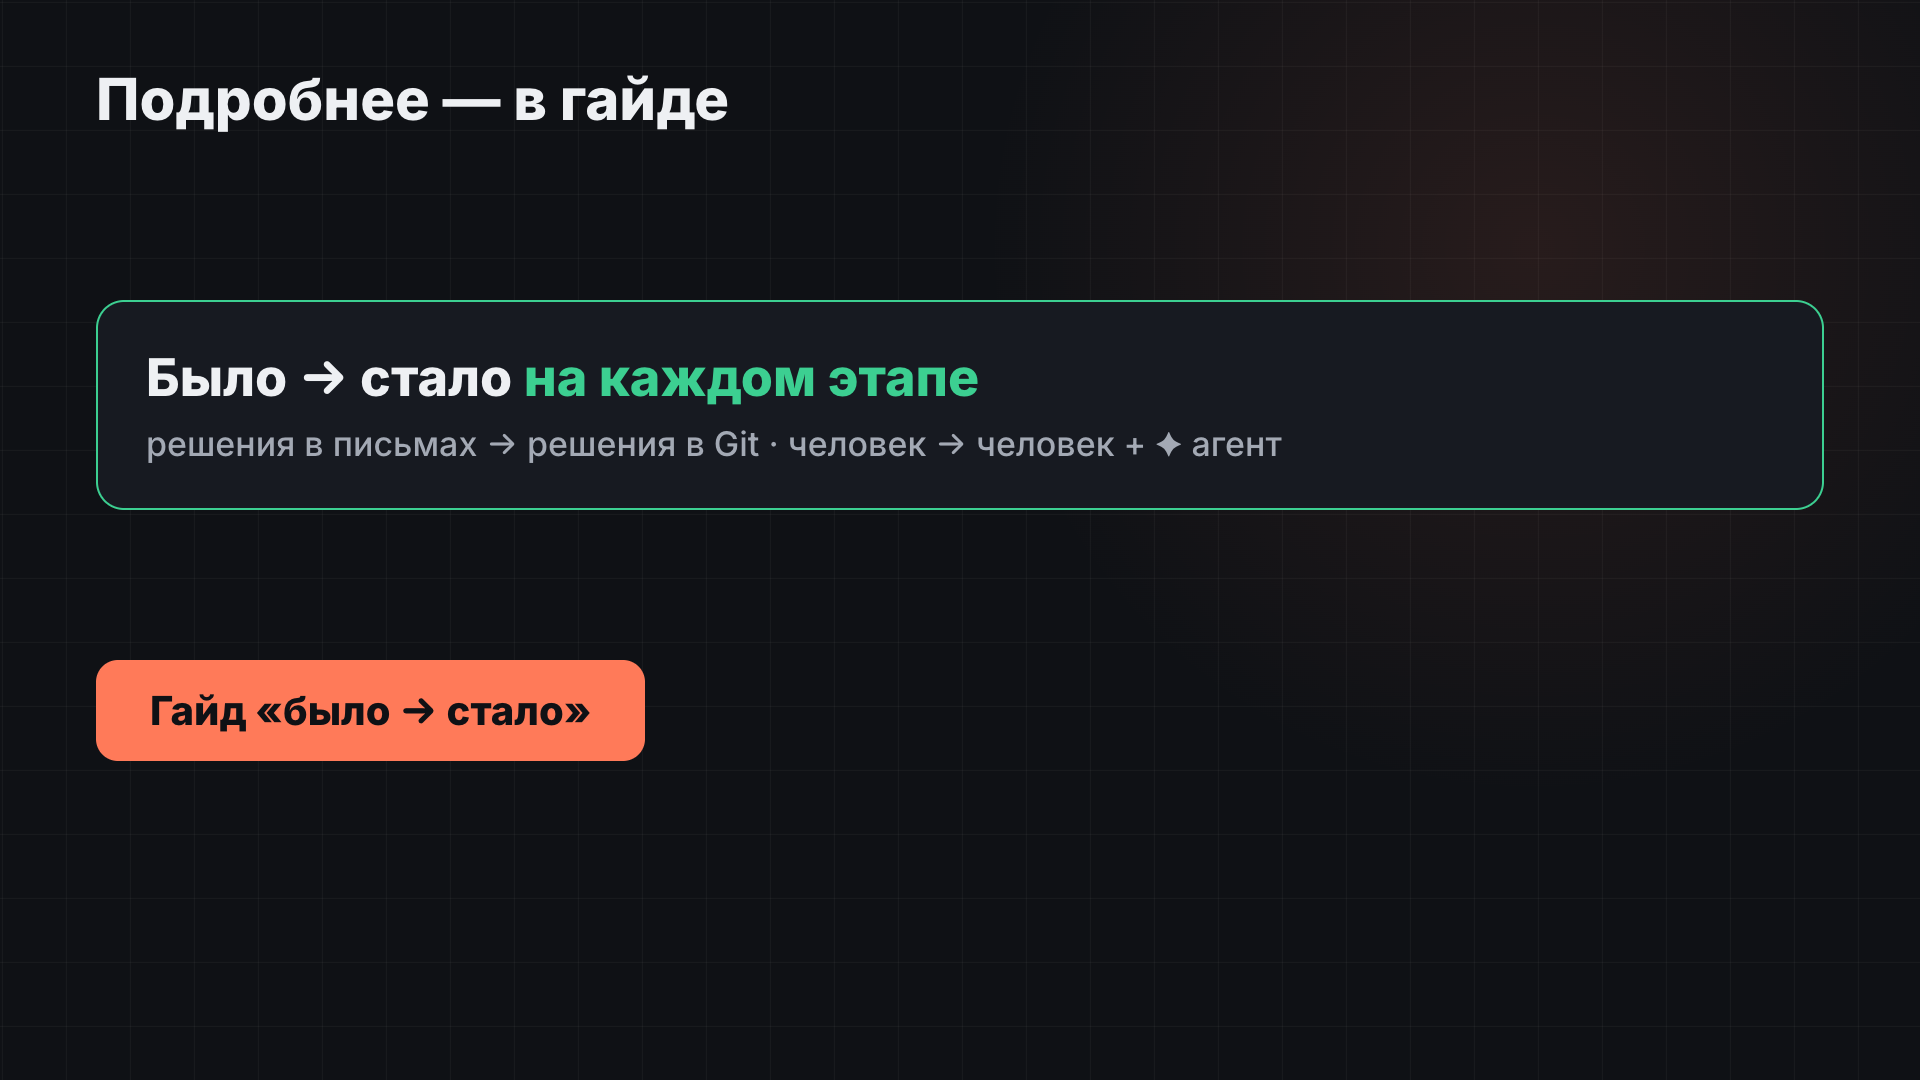 Подробнее — в гайде
Было → стало на каждом этапе
решения в письмах → решения в Git · человек → человек + ✦ агент
Гайд «было → стало»